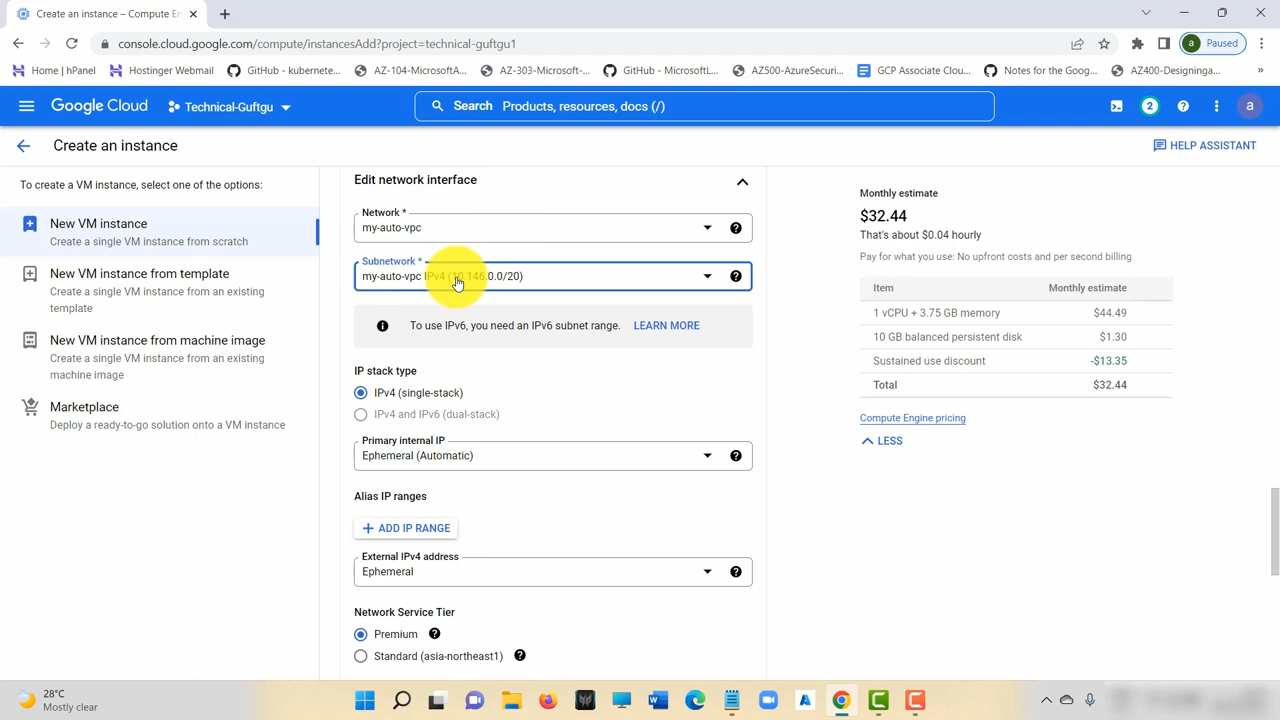 Create an instance – Compute En
console.cloud.google.com/compute/instancesAdd?project=technical-guftgu1
a
Paused
Home | hPanel
Hostinger Webmail
GitHub - kubernete...
AZ-104-MicrosoftA...
AZ-303-Microsoft-...
GitHub - MicrosoftL...
AZ500-AzureSecuri...
GCP Associate Clou...
Notes for the Goog...
AZ400-Designinga...
»
Google Cloud
Technical-Guftgu
Search Products, resources, docs (/)
2
a
Create an instance
HELP ASSISTANT
To create a VM instance, select one of the options:
New VM instance
Create a single VM instance from scratch
New VM instance from template
Create a single VM instance from an existing
template
New VM instance from machine image
Create a single VM instance from an existing
machine image
Marketplace
Deploy a ready-to-go solution onto a VM instance
Edit network interface
Network *
my-auto-vpc
Subnetwork *
my-auto-vpc IPv4 (10.146.0.0/20)
To use IPv6, you need an IPv6 subnet range. LEARN MORE
IP stack type
IPv4 (single-stack)
IPv4 and IPv6 (dual-stack)
Primary internal IP
Ephemeral (Automatic)
Alias IP ranges
ADD IP RANGE
External IPv4 address
Ephemeral
Network Service Tier
Premium
Standard (asia-northeast1)
Monthly estimate
$32.44
That's about $0.04 hourly
Pay for what you use: No upfront costs and per second billing
Item Monthly estimate
1 vCPU + 3.75 GB memory $44.49
10 GB balanced persistent disk $1.30
Sustained use discount -$13.35
Total $32.44
Compute Engine pricing
LESS
28°C
Mostly clear